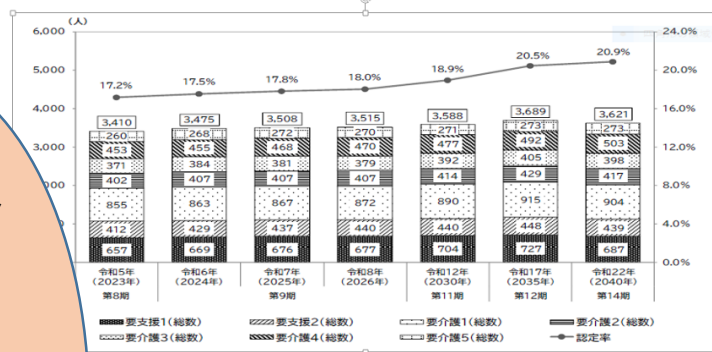 (人)
6,000 24.0%
5,000 20.0%
4,000 16.0%
3,000 12.0%
8.0%
4.0%
0 0.0%
17.2% 17.5% 17.8% 18.0% 18.9% 20.5% 20.9%
3,410 3,475 3,508 3,515 3,588 3,689 3,621
260 268 272 270 271 273 273
453 455 468 470 477 492 503
371 384 381 379 392 405 398
402 407 407 407 414 429 417
855 863 867 872 890 915 904
412 429 437 440 440 448 439
657 669 676 677 704 727 687
令和5年 令和6年 令和7年 令和8年 令和12年 令和17年 令和22年
(2023年) (2024年) (2025年) (2026年) (2030年) (2035年) (2040年)
第8期 第9期 第11期 第12期 第14期
要支援1(総数) 要支援2(総数) 要介護1(総数) 要介護2(総数)
要介護3(総数) 要介護4(総数) 要介護5(総数) 認定率